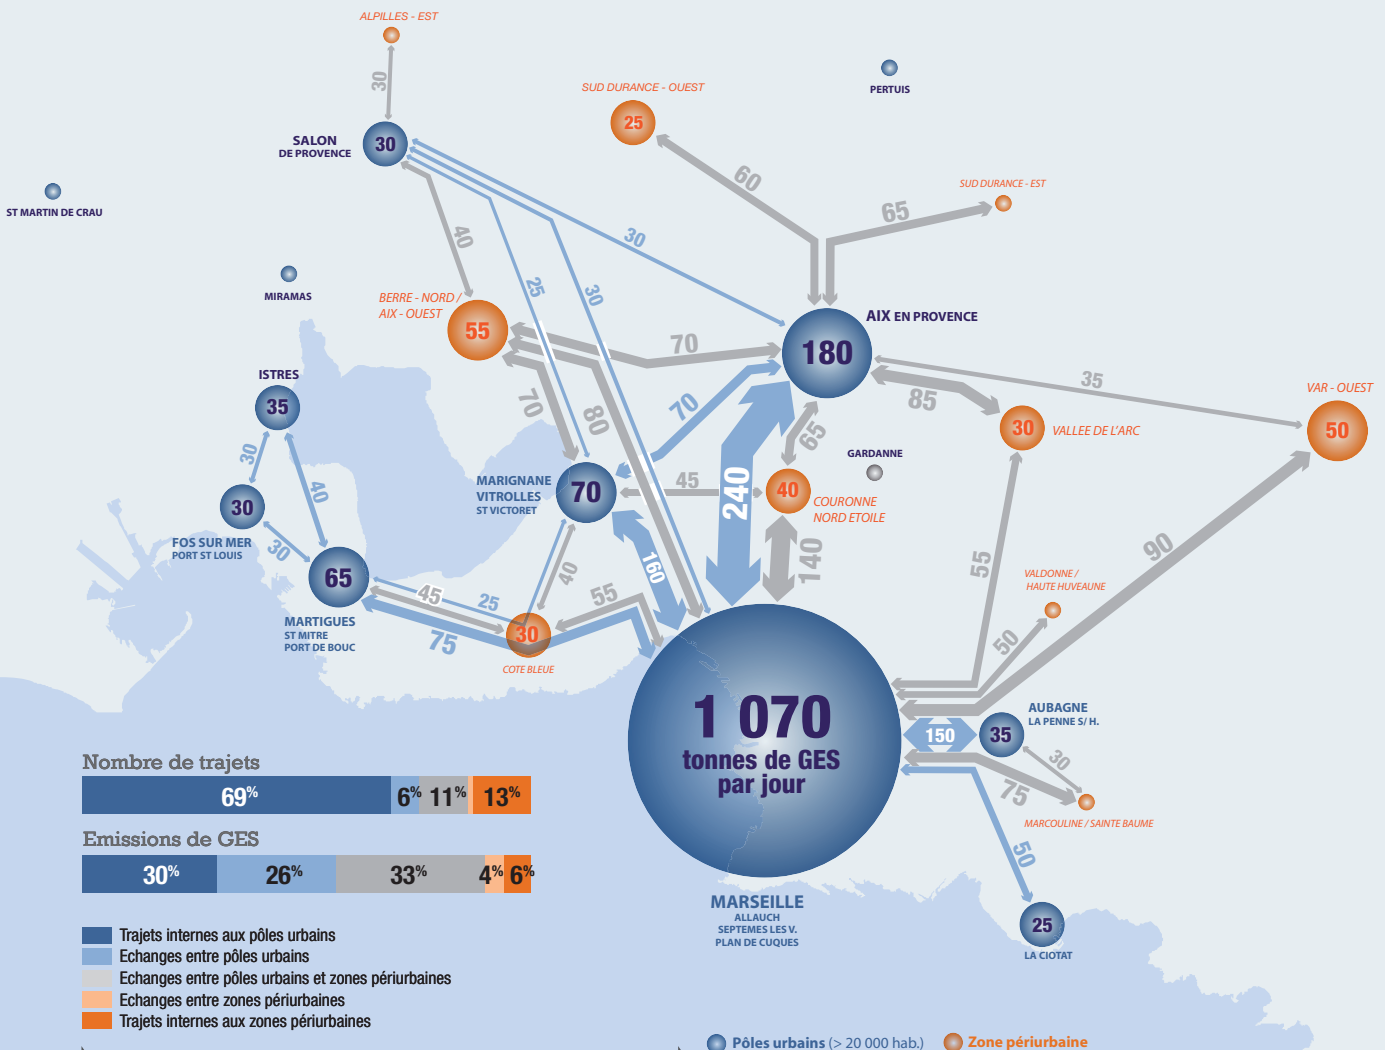 ALPILLES - EST
30
SUD DURANCE - OUEST
25
PERTUIS
SALON
DE PROVENCE
30
60
SUD DURANCE - EST
65
ST MARTIN DE CRAU
40
30
25
30
MIRAMAS
BERRE - NORD /
AIX - OUEST
55
AIX EN PROVENCE
180
70
ISTRES
35
70
80
70
65
85
35
VAR - OUEST
50
30
VALLEE DE L'ARC
30
40
MARIGNANE
VITROLLES
ST VICTORET
70
45
240
40
COURONNE
NORD ETOILE
GARDANNE
30
FOS SUR MER
PORT ST LOUIS
30
65
MARTIGUES
ST MITRE
PORT DE BOUC
45
25
75
40
160
55
140
30
COTE BLEUE
55
90
VALDONNE /
HAUTE HUVEAUNE
50
1 070
tonnes de GES
par jour
150
35
AUBAGNE
LA PENNE S/ H.
30
75
MARCOULINE / SAINTE BAUME
50
25
LA CIOTAT
MARSEILLE
ALLAUCH
SEPTEMES LES V.
PLAN DE CUQUES
Nombre de trajets
69% 6% 11% 13%
Emissions de GES
30% 26% 33% 4% 6%
Trajets internes aux pôles urbains
Echanges entre pôles urbains
Echanges entre pôles urbains et zones périurbaines
Echanges entre zones périurbaines
Trajets internes aux zones périurbaines
Pôles urbains (> 20 000 hab.) Zone périurbaine